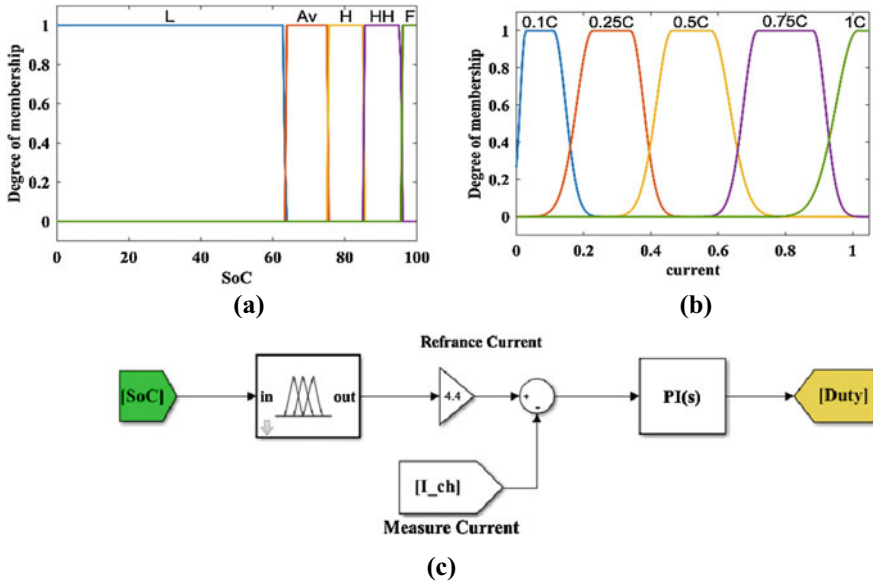 L Av H HH F
1
0.8
0.6
0.4
0.2
0
Degree of membership
0 20 40 60 80 100
SoC
(a)
0.1C 0.25C 0.5C 0.75C 1C
1
0.8
0.6
0.4
0.2
0
Degree of membership
0 0.2 0.4 0.6 0.8 1
current
(b)
Refrance Current
[SoC]
in out
4.4
+
-
PI(s)
[Duty]
[I_ch]
Measure Current
(c)